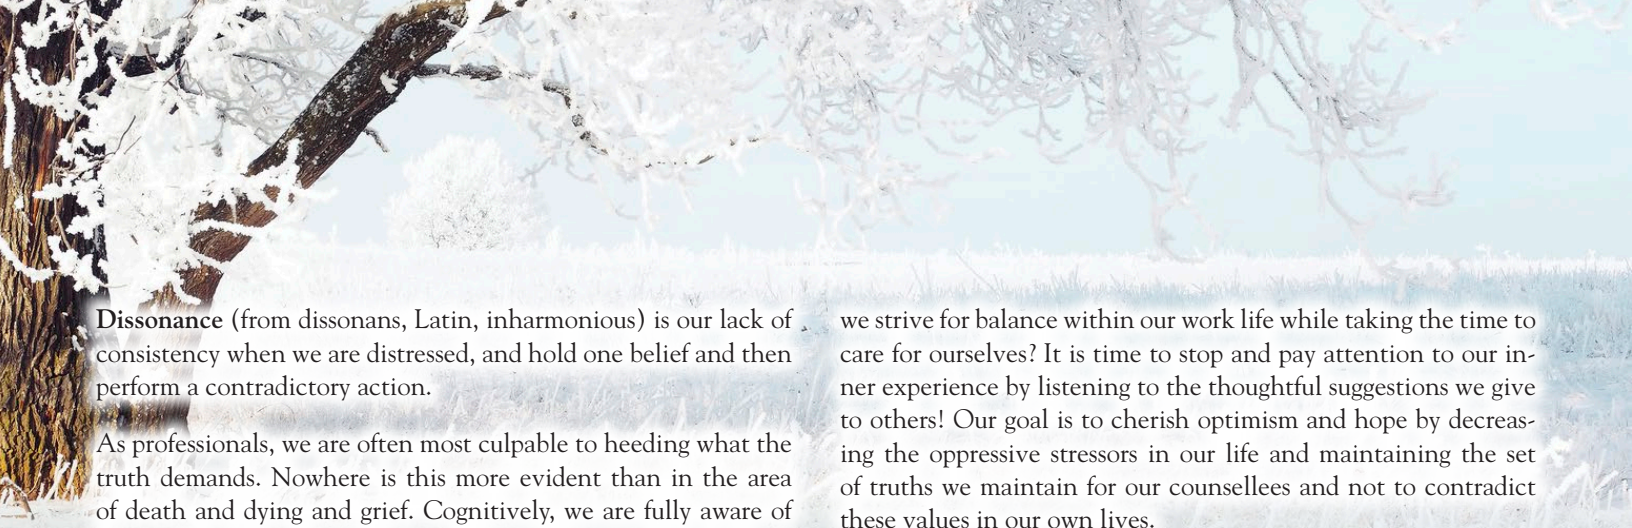 Dissonance (from dissonans, Latin, inharmonious) is our lack of
consistency when we are distressed, and hold one belief and then
perform a contradictory action.
As professionals, we are often most culpable to heeding what the
truth demands. Nowhere is this more evident than in the area
of death and dying and grief. Cognitively, we are fully aware of
we strive for balance within our work life while taking the time to
care for ourselves? It is time to stop and pay attention to our in-
ner experience by listening to the thoughtful suggestions we give
to others! Our goal is to cherish optimism and hope by decreas-
ing the oppressive stressors in our life and maintaining the set
of truths we maintain for our counsellees and not to contradict
these values in our own lives.